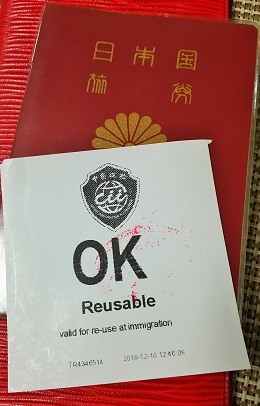 日本国
旅券
OK
Reusable
valid for re-use at immigration
TR4346514 2018-12-10 12:46:06